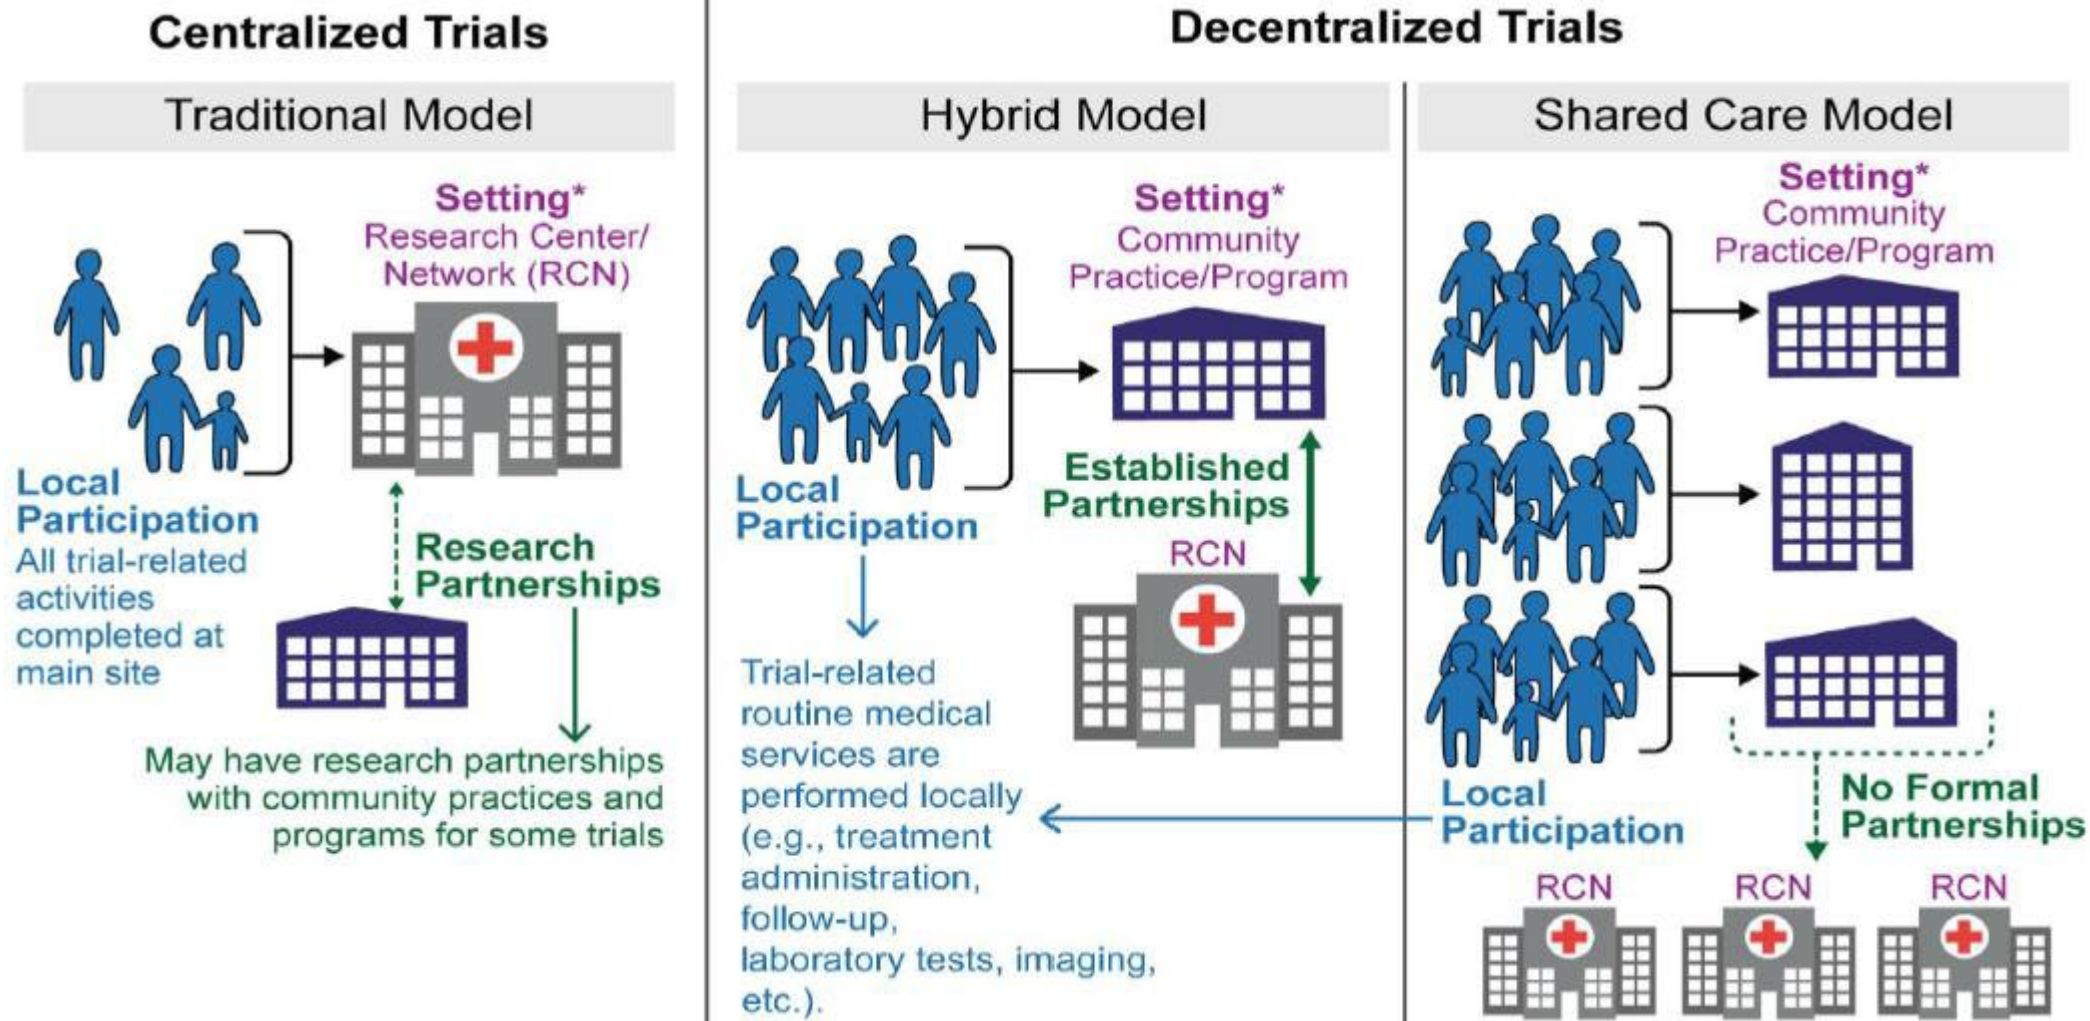 Centralized Trials
Traditional Model
Setting*
Research Center/
Network (RCN)
Local
Participation
All trial-related
activities
completed at
main site
Research
Partnerships
May have research partnerships
with community practices and
programs for some trials
Decentralized Trials
Hybrid Model
Setting*
Community
Practice/Program
Local
Participation
Established
Partnerships
RCN
Trial-related
routine medical
services are
performed locally
(e.g., treatment
administration,
follow-up,
laboratory tests, imaging,
etc.).
Shared Care Model
Setting*
Community
Practice/Program
Local
Participation
No Formal
Partnerships
RCN
RCN
RCN